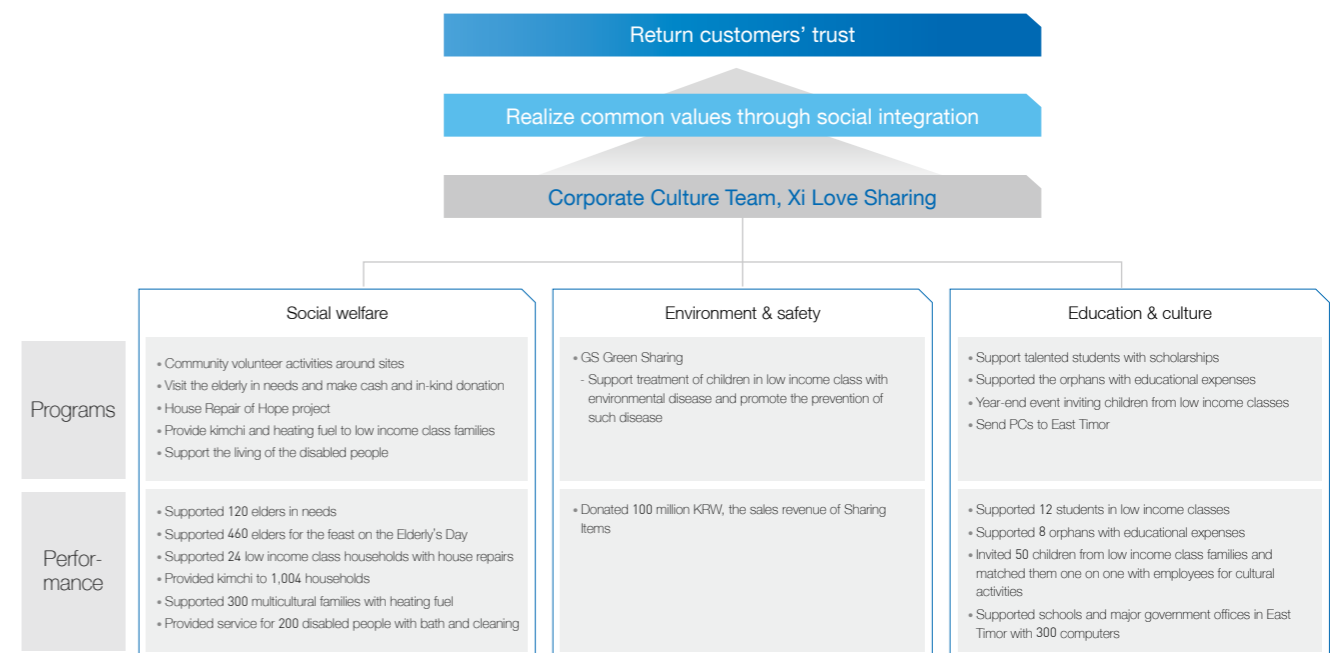 Return customers’ trust
Realize common values through social integration
Corporate Culture Team, Xi Love Sharing
Social welfare
Environment & safety
Education & culture
Programs
• Community volunteer activities around sites
• Visit the elderly in needs and make cash and in-kind donation
• House Repair of Hope project
• Provide kimchi and heating fuel to low income class families
• Support the living of the disabled people
• GS Green Sharing
- Support treatment of children in low income class with
environmental disease and promote the prevention of
such disease
• Support talented students with scholarships
• Supported the orphans with educational expenses
• Year-end event inviting children from low income classes
• Send PCs to East Timor
Perfor-
mance
• Supported 120 elders in needs
• Supported 460 elders for the feast on the Elderly’s Day
• Supported 24 low income class households with house repairs
• Provided kimchi to 1,004 households
• Supported 300 multicultural families with heating fuel
• Provided service for 200 disabled people with bath and cleaning
• Donated 100 million KRW, the sales revenue of Sharing
Items
• Supported 12 students in low income classes
• Supported 8 orphans with educational expenses
• Invited 50 children from low income class families and
matched them one on one with employees for cultural
activities
• Supported schools and major government offices in East
Timor with 300 computers